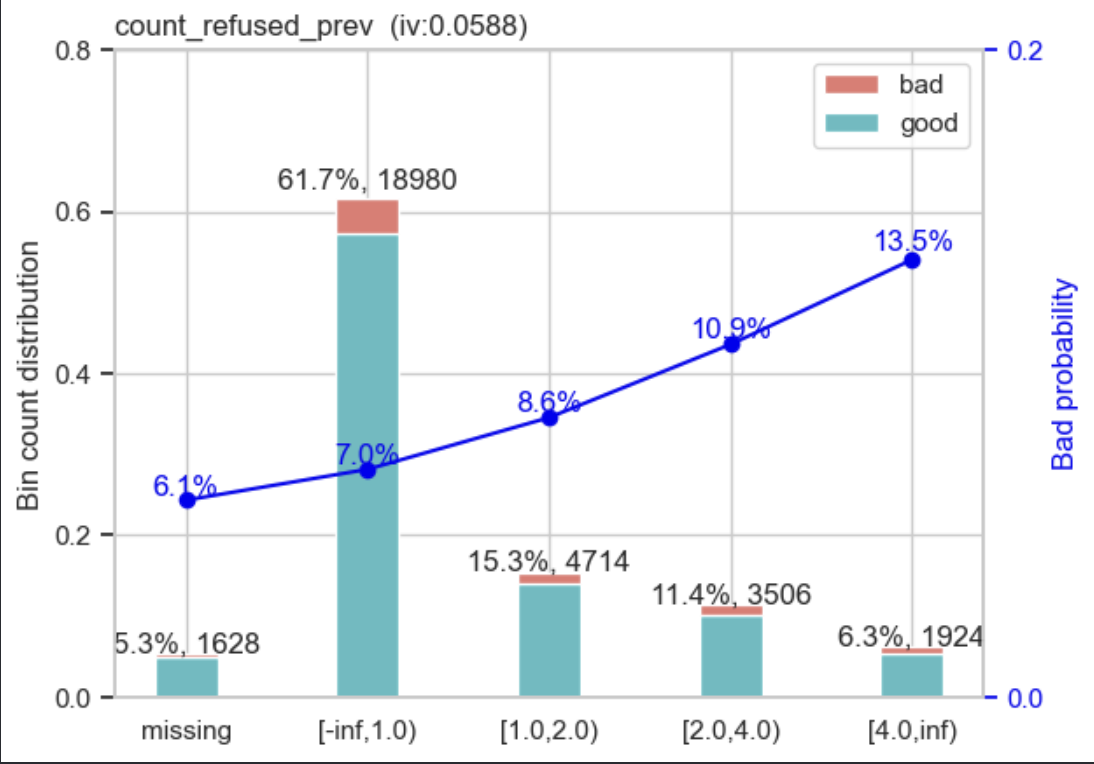 count_refused_prev (iv:0.0588)
0.8
0.2
bad
good
61.7%, 18980
0.6
13.5%
10.9%
Bin count distribution
Bad probability
0.4
8.6%
7.0%
6.1%
0.2
15.3%, 4714
11.4%, 3506
5.3%, 1628
6.3%, 1924
0.0
0.0
missing
[-inf,1.0)
[1.0,2.0)
[2.0,4.0)
[4.0,inf)